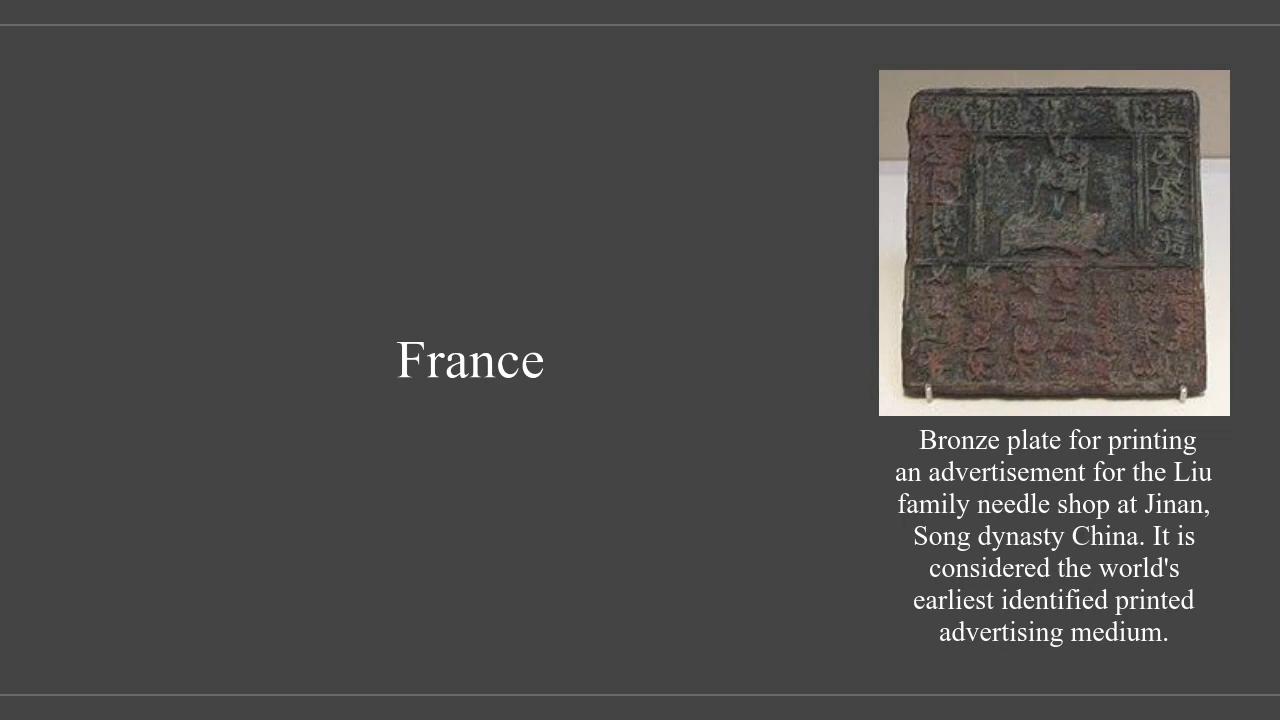 France
Bronze plate for printing
an advertisement for the Liu
family needle shop at Jinan,
Song dynasty China. It is
considered the world's
earliest identified printed
advertising medium.